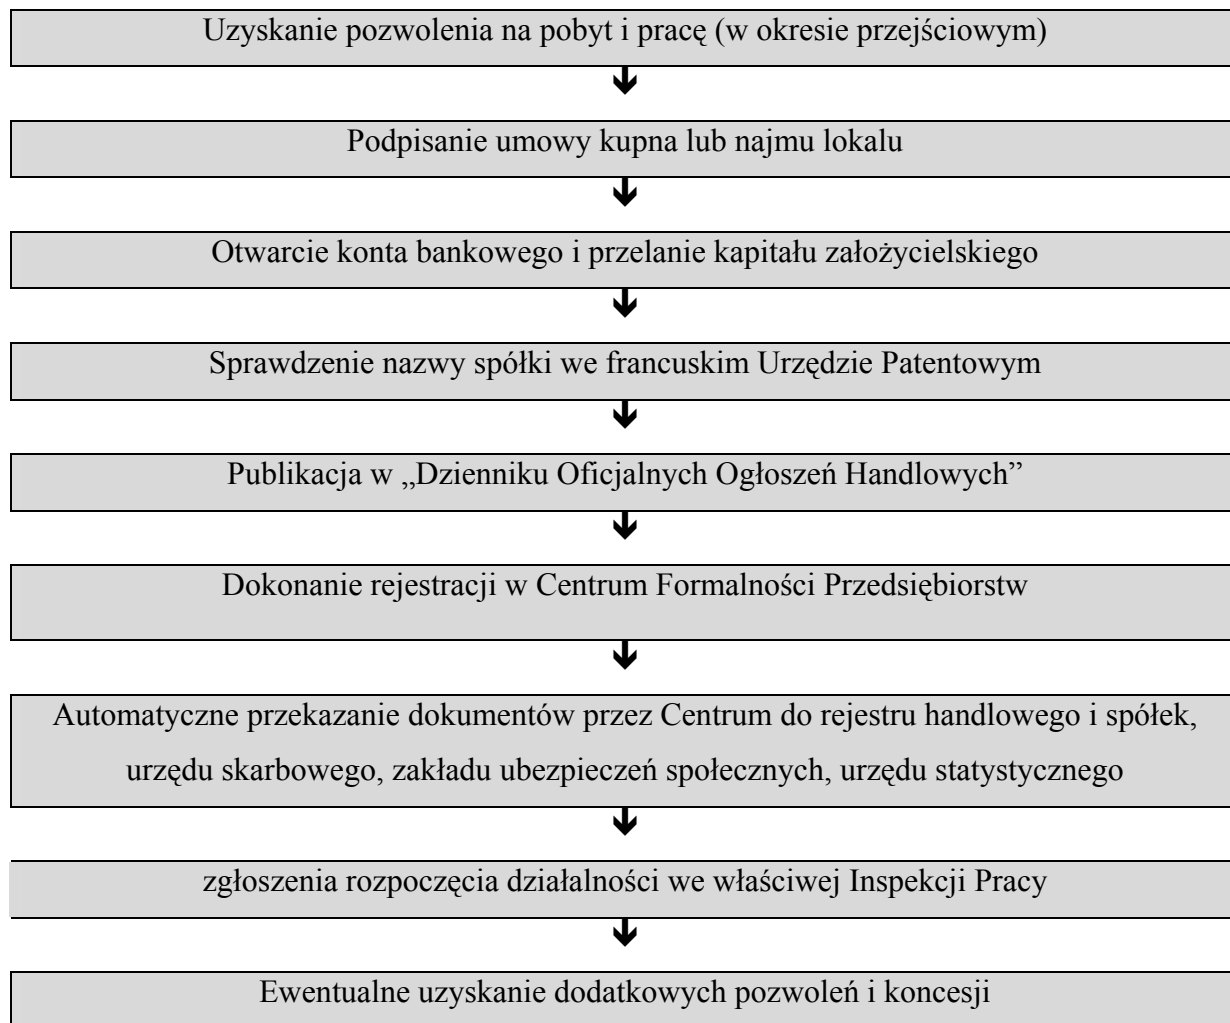 Uzyskanie pozwolenia na pobyt i pracę (w okresie przejściowym)
Podpisanie umowy kupna lub najmu lokalu
Otwarcie konta bankowego i przelanie kapitału założycielskiego
Sprawdzenie nazwy spółki we francuskim Urzędzie Patentowym
Publikacja w „Dzienniku Oficjalnych Ogłoszeń Handlowych”
Dokonanie rejestracji w Centrum Formalności Przedsiębiorstw
Automatyczne przekazanie dokumentów przez Centrum do rejestru handlowego i spółek,
urzędu skarbowego, zakładu ubezpieczeń społecznych, urzędu statystycznego
zgłoszenia rozpoczęcia działalności we właściwej Inspekcji Pracy
Ewentualne uzyskanie dodatkowych pozwoleń i koncesji